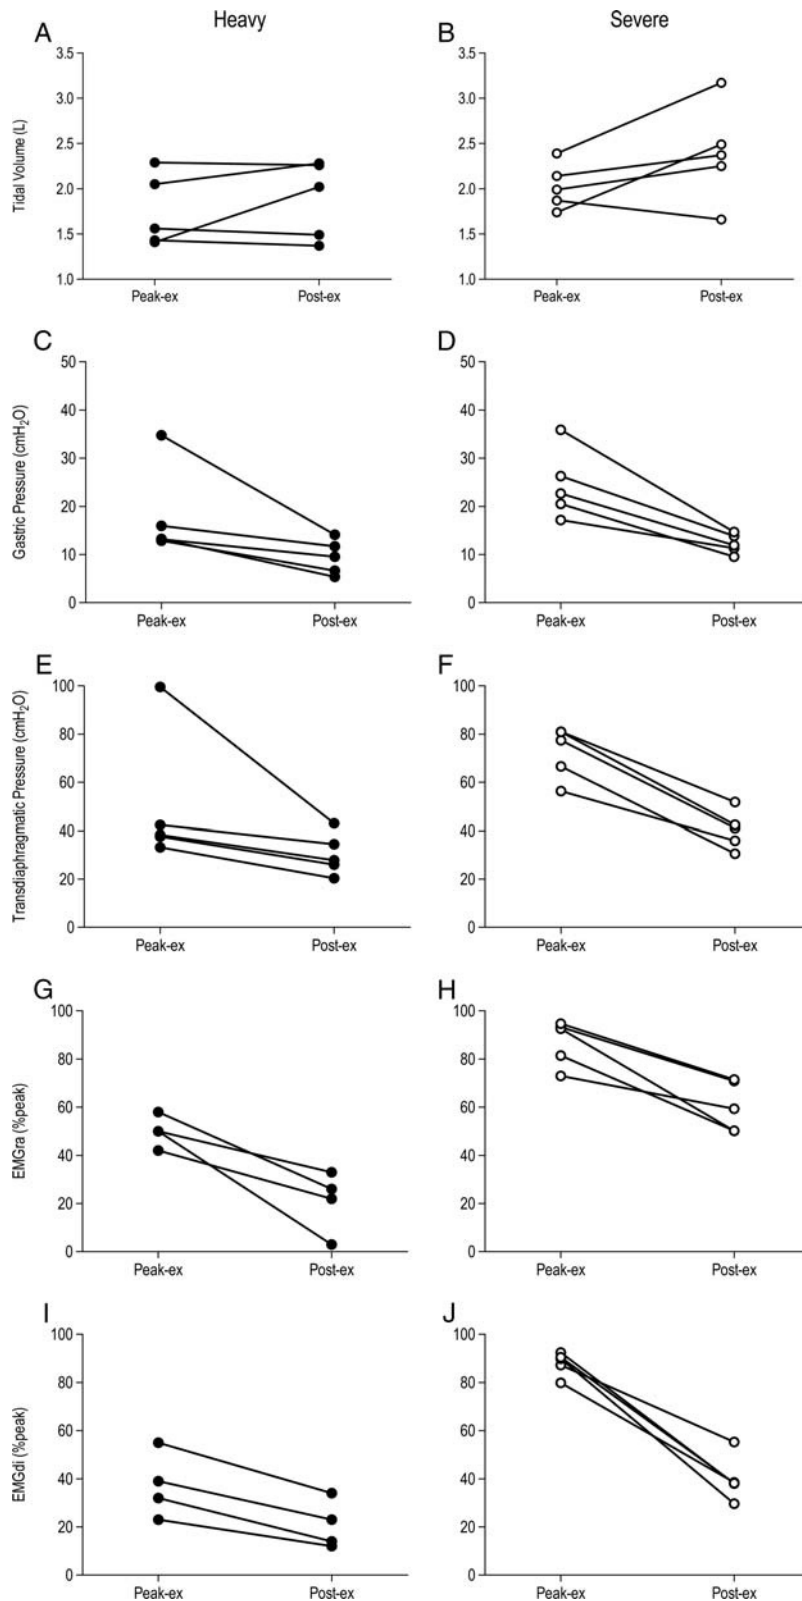 Heavy
Severe
A
3.5
3.0
2.5
2.0
1.5
1.0
Tidal Volume (L)
Peak-ex
Post-ex
B
3.5
3.0
2.5
2.0
1.5
1.0
Peak-ex
Post-ex
C
50
40
30
20
10
0
Gastric Pressure (cmH₂O)
Peak-ex
Post-ex
D
50
40
30
20
10
0
Peak-ex
Post-ex
E
100
80
60
40
20
0
Transdiaphragmatic Pressure (cmH₂O)
Peak-ex
Post-ex
F
100
80
60
40
20
0
Peak-ex
Post-ex
G
100
80
60
40
20
0
EMGra (%peak)
Peak-ex
Post-ex
H
100
80
60
40
20
0
Peak-ex
Post-ex
I
100
80
60
40
20
0
EMGdi (%peak)
Peak-ex
Post-ex
J
100
80
60
40
20
0
Peak-ex
Post-ex